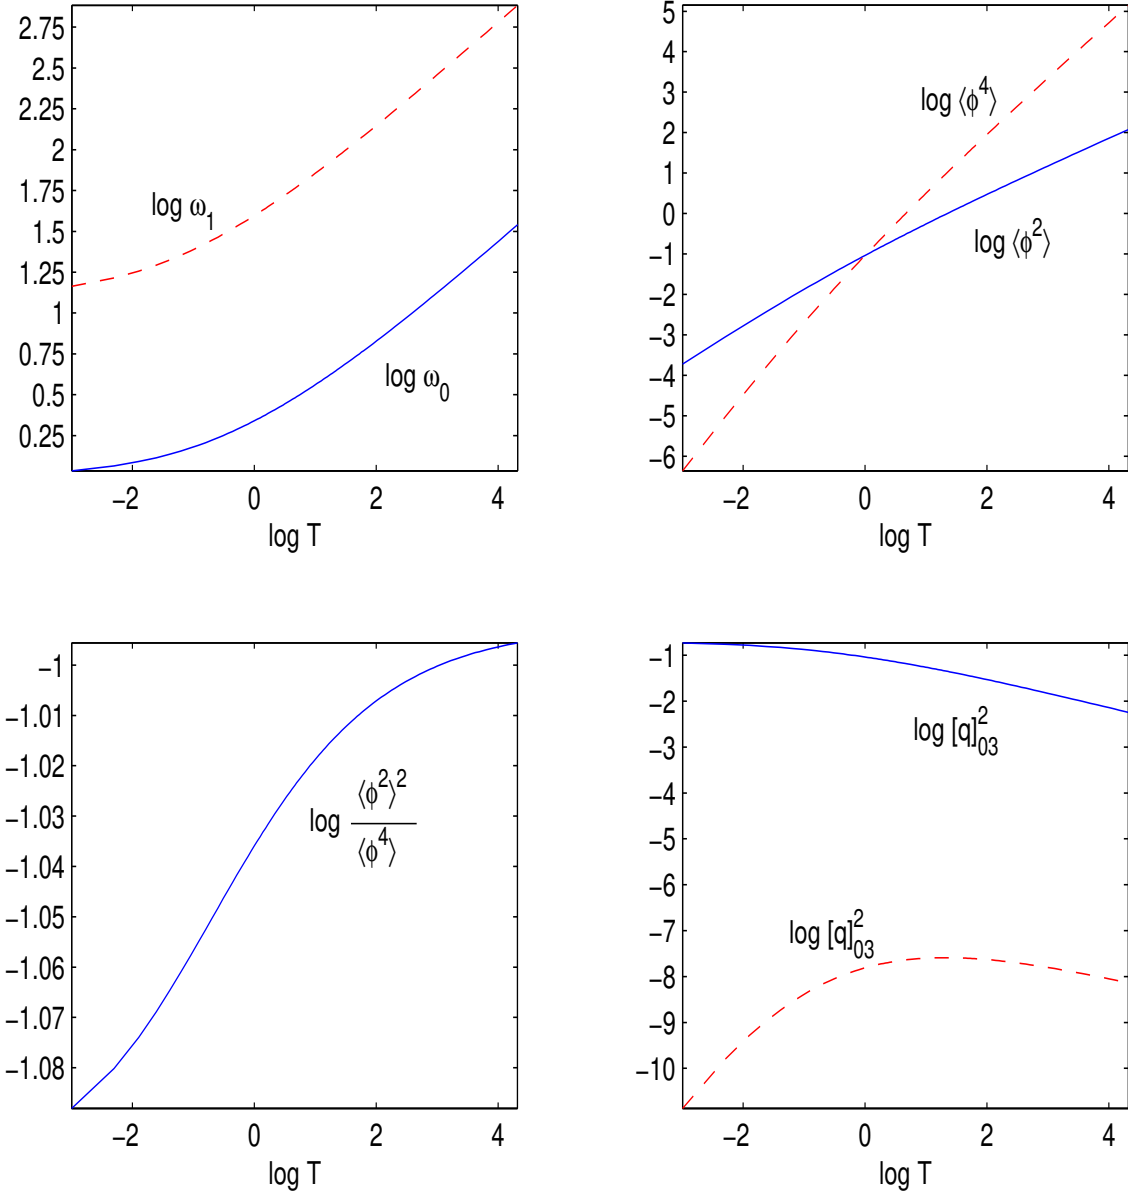 2.75
2.5
2.25
2
1.75
1.5
1.25
1
0.75
0.5
0.25
log ω₁
log ω₀
−2 0 2 4
log T
5
4
3
2
1
0
−1
−2
−3
−4
−5
−6
log ⟨ϕ⁴⟩
log ⟨ϕ²⟩
−2 0 2 4
log T
−1
−1.01
−1.02
−1.03
−1.04
−1.05
−1.06
−1.07
−1.08
log ⟨ϕ²⟩² / ⟨ϕ⁴⟩
−2 0 2 4
log T
−1
−2
−3
−4
−5
−6
−7
−8
−9
−10
log [q]²₀₃
log [q]²₀₃
−2 0 2 4
log T